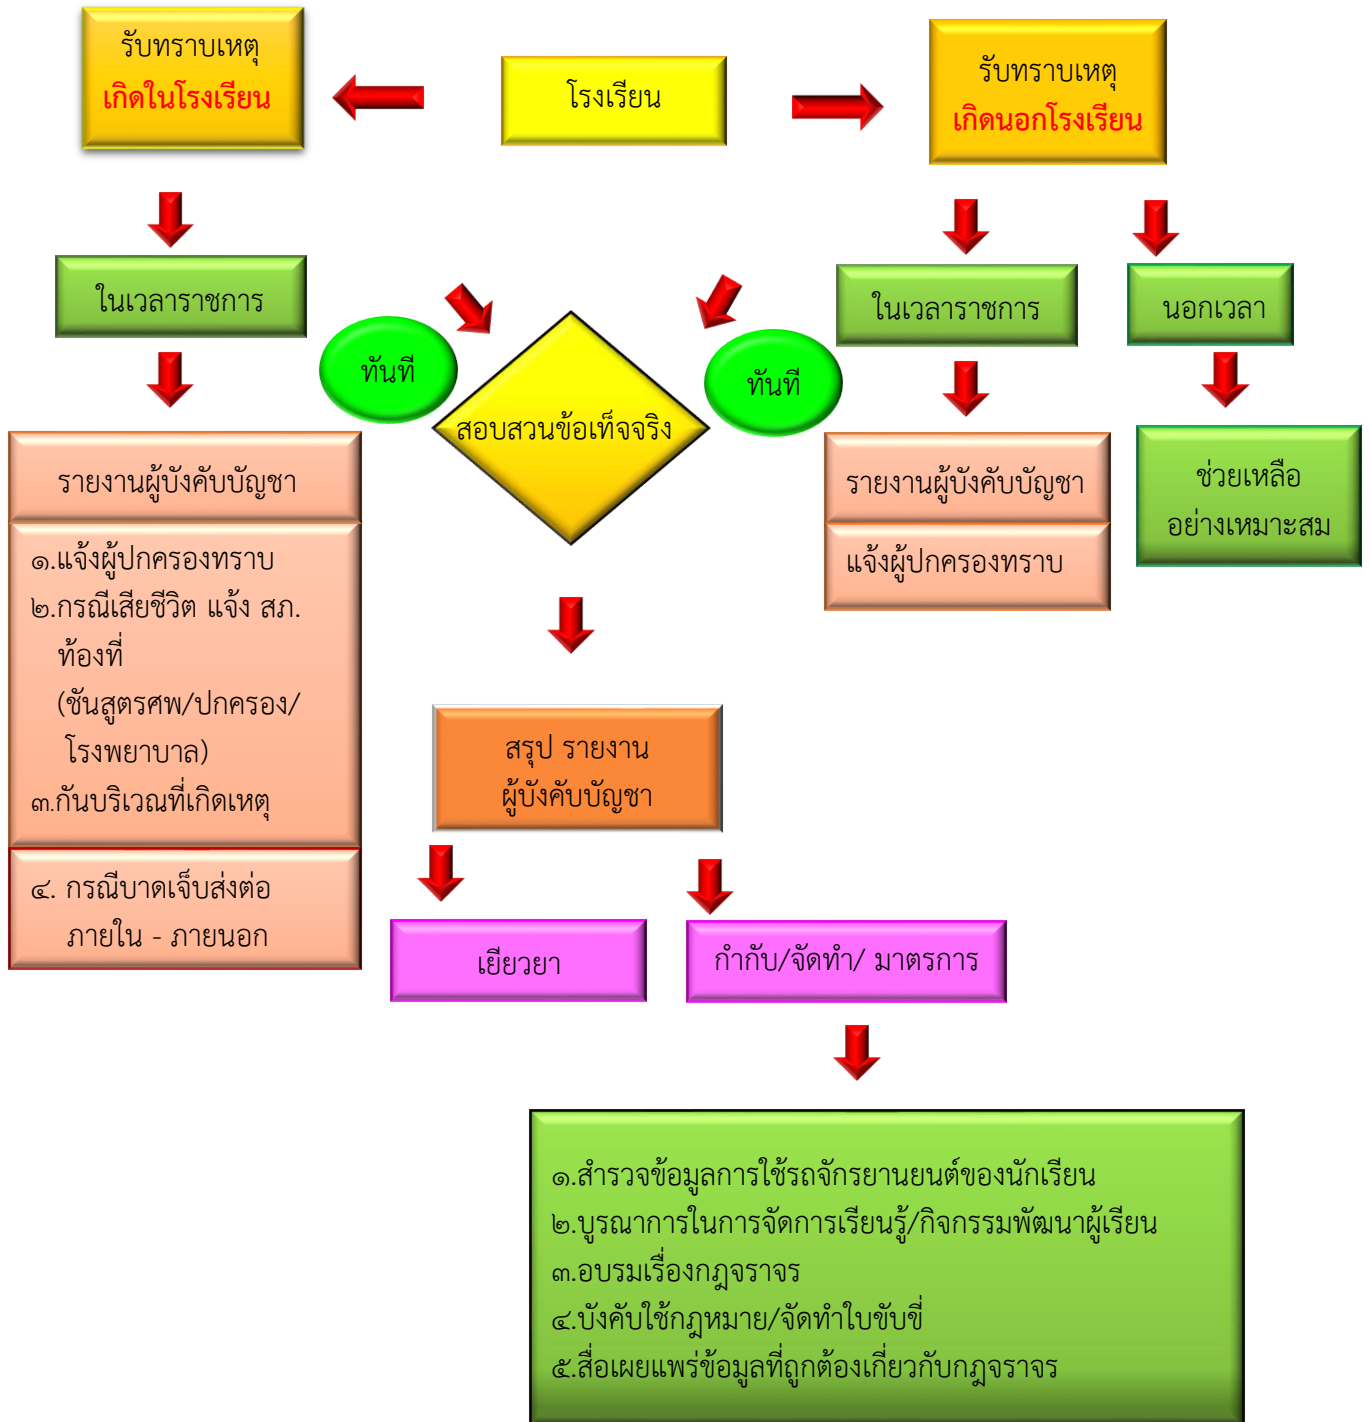 รับทราบเหตุ
เกิดในโรงเรียน
โรงเรียน
รับทราบเหตุ
เกิดนอกโรงเรียน
ในเวลาราชการ
ในเวลาราชการ
นอกเวลา
ทันที
ทันที
สอบสวนข้อเท็จจริง
รายงานผู้บังคับบัญชา
๑.แจ้งผู้ปกครองทราบ
๒.กรณีเสียชีวิต แจ้ง สภ.
ท้องที่
(ชันสูตรศพ/ปกครอง/
โรงพยาบาล)
๓.กันบริเวณที่เกิดเหตุ
๔. กรณีบาดเจ็บส่งต่อ
ภายใน - ภายนอก
รายงานผู้บังคับบัญชา
แจ้งผู้ปกครองทราบ
ช่วยเหลือ
อย่างเหมาะสม
สรุป รายงาน
ผู้บังคับบัญชา
เยียวยา
กำกับ/จัดทำ/ มาตรการ
๑.สำรวจข้อมูลการใช้รถจักรยานยนต์ของนักเรียน
๒.บูรณาการในการจัดการเรียนรู้/กิจกรรมพัฒนาผู้เรียน
๓.อบรมเรื่องกฎจราจร
๔.บังคับใช้กฎหมาย/จัดทำใบขับขี่
๕.สื่อเผยแพร่ข้อมูลที่ถูกต้องเกี่ยวกับกฎจราจร